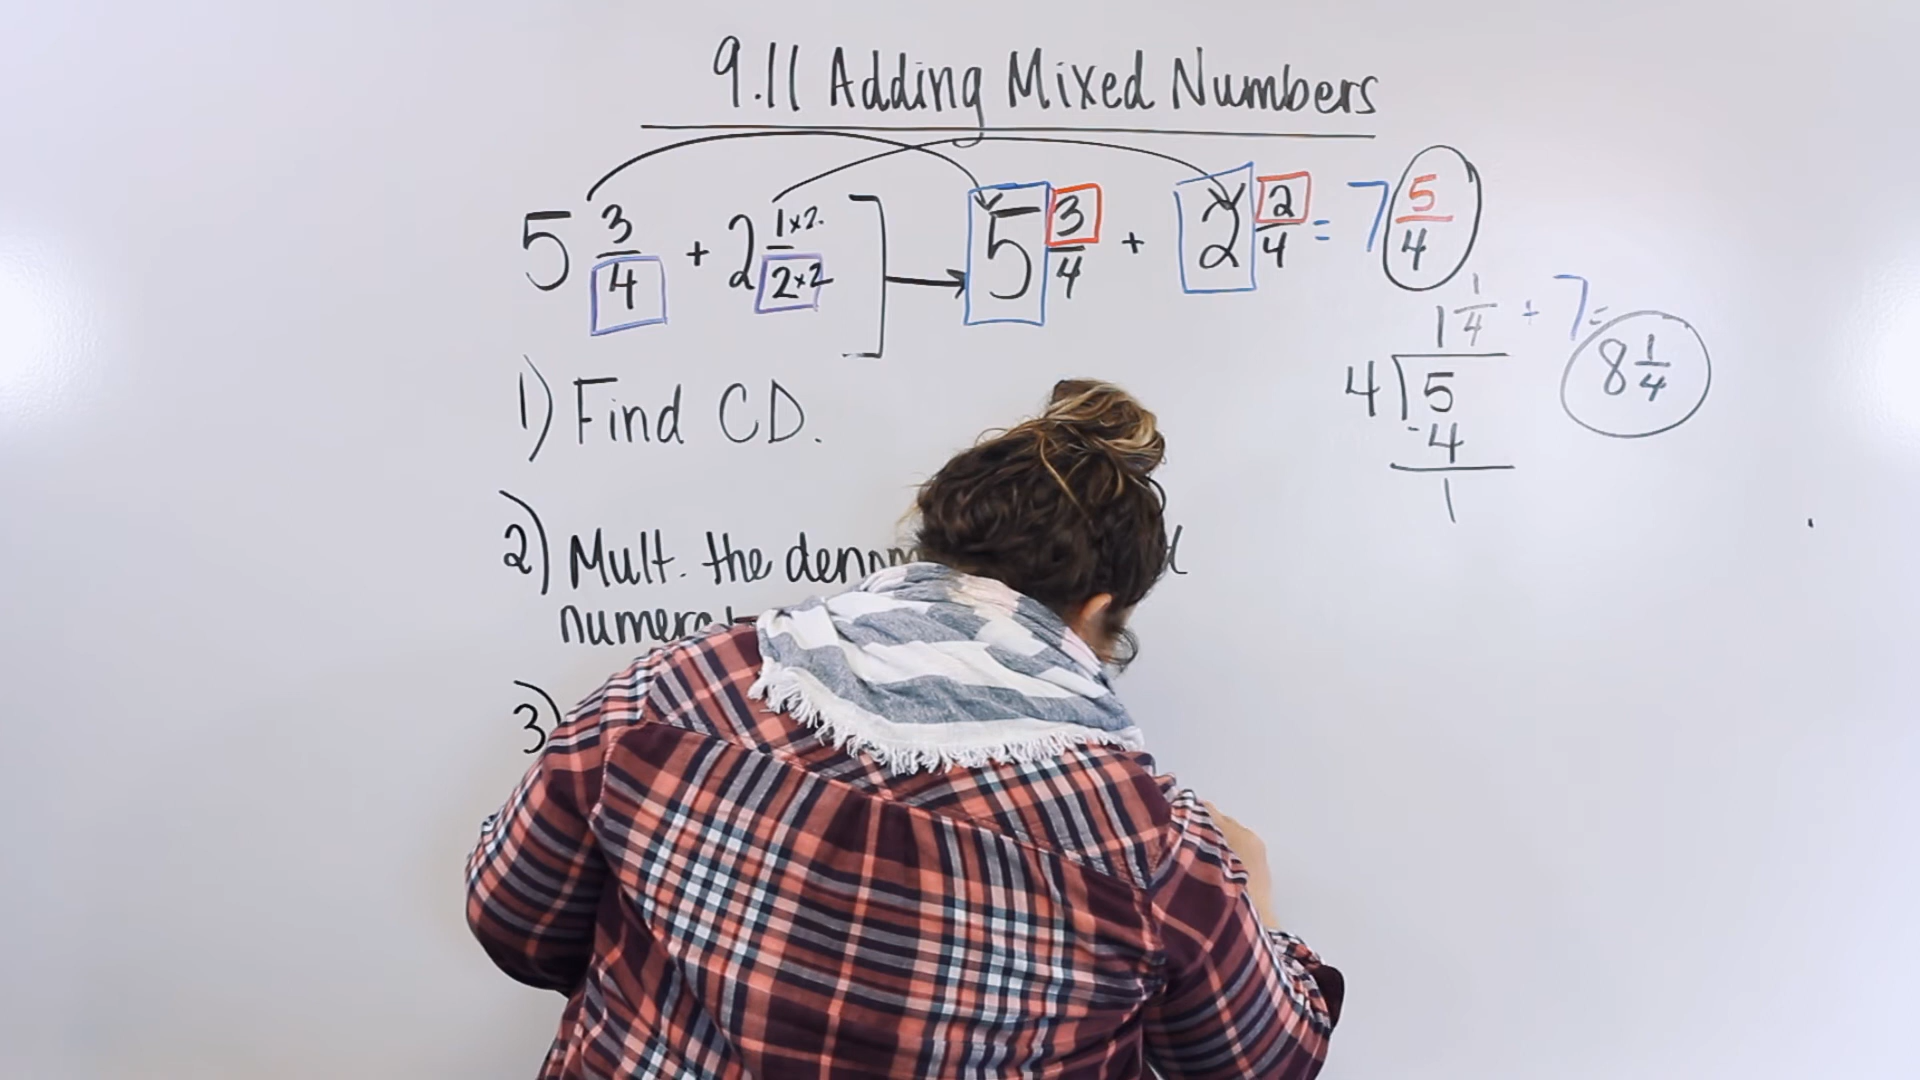 9.11 Adding Mixed Numbers
5 3/4 + 2 1×2/2×2 ] → 5 3/4 + 2 2/4 = 7 5/4
1 1/4 + 7 =
8 1/4
4)5
-4
1
1) Find CD.
2) Mult. the
3)